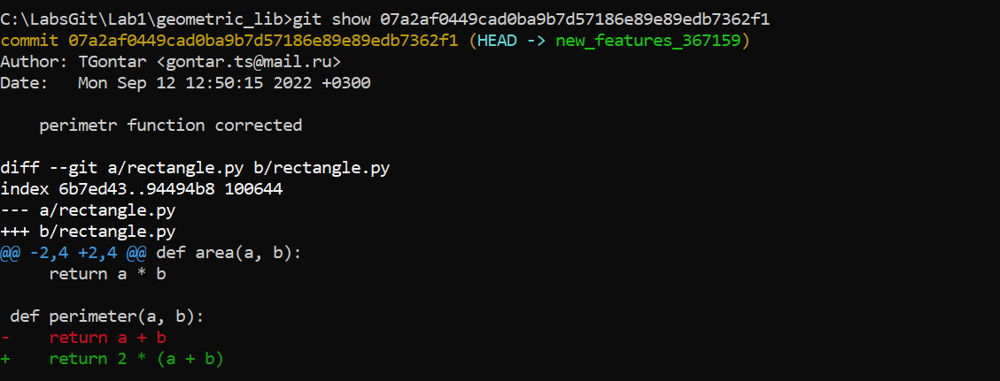 C:\LabsGit\Lab1\geometric_lib>git show 07a2af0449cad0ba9b7d57186e89e89edb7362f1
commit 07a2af0449cad0ba9b7d57186e89e89edb7362f1 (HEAD -> new_features_367159)
Author: TGontar <gontar.ts@mail.ru>
Date:   Mon Sep 12 12:50:15 2022 +0300
    perimetr function corrected
diff --git a/rectangle.py b/rectangle.py
index 6b7ed43..94494b8 100644
--- a/rectangle.py
+++ b/rectangle.py
@@ -2,4 +2,4 @@ def area(a, b):
     return a * b
 def perimeter(a, b):
-    return a + b
+    return 2 * (a + b)